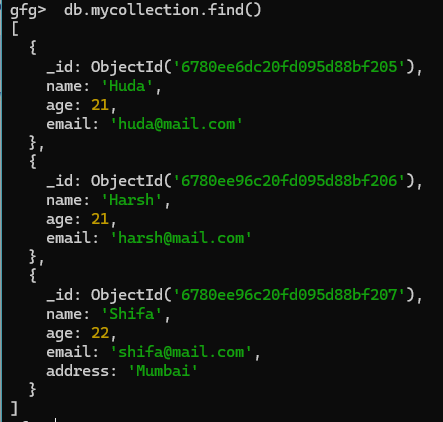 gfg>  db.mycollection.find()
[
  {
    _id: ObjectId('6780ee6dc20fd095d88bf205'),
    name: 'Huda',
    age: 21,
    email: 'huda@mail.com'
  },
  {
    _id: ObjectId('6780ee96c20fd095d88bf206'),
    name: 'Harsh',
    age: 21,
    email: 'harsh@mail.com'
  },
  {
    _id: ObjectId('6780ee96c20fd095d88bf207'),
    name: 'Shifa',
    age: 22,
    email: 'shifa@mail.com',
    address: 'Mumbai'
  }
]